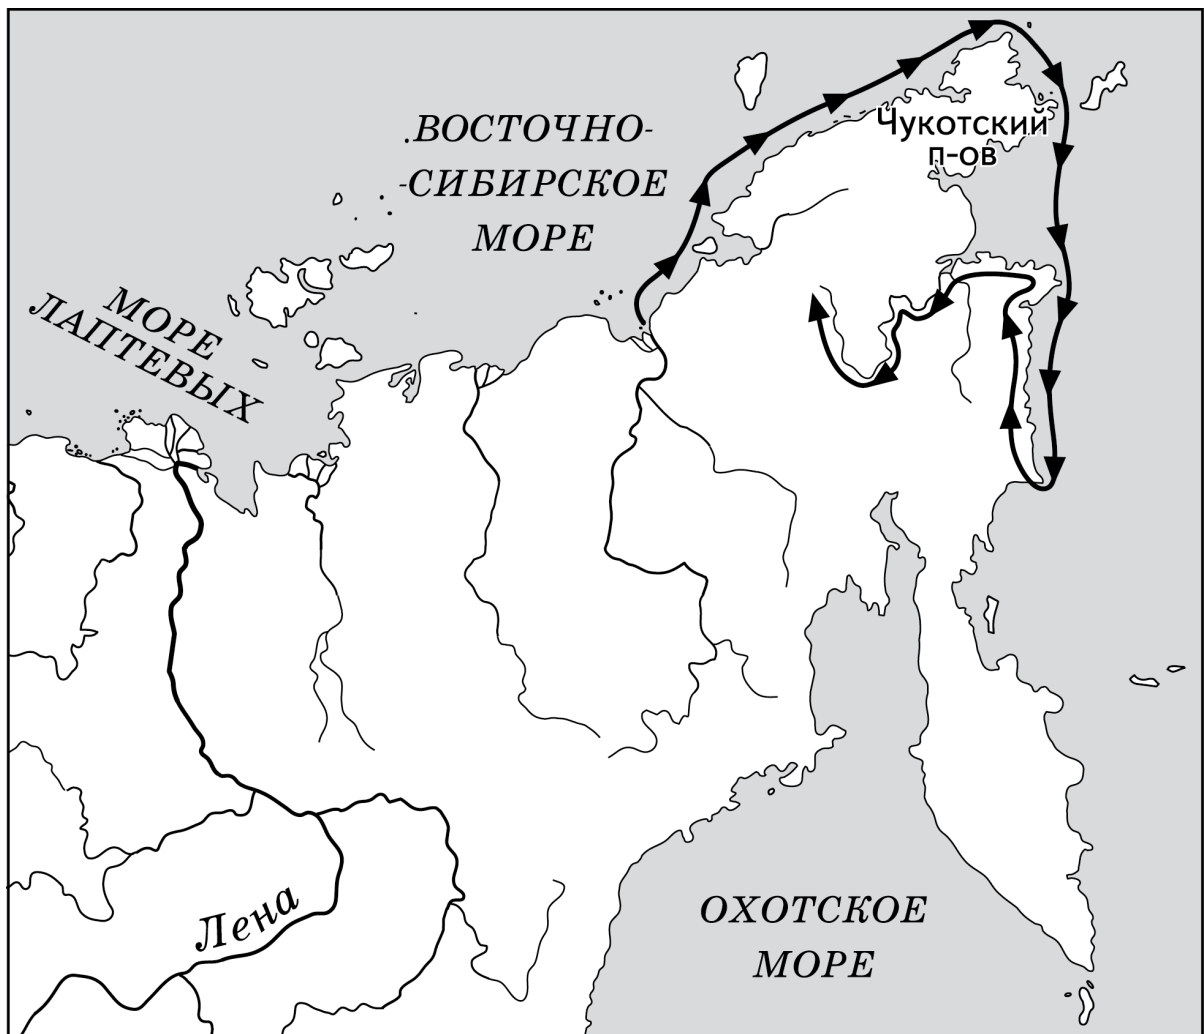 .ВОСТОЧНО-
-СИБИРСКОЕ
МОРЕ
Чукотский
п-ов
МОРЕ
ЛАПТЕВЫХ
Лена
ОХОТСКОЕ
МОРЕ